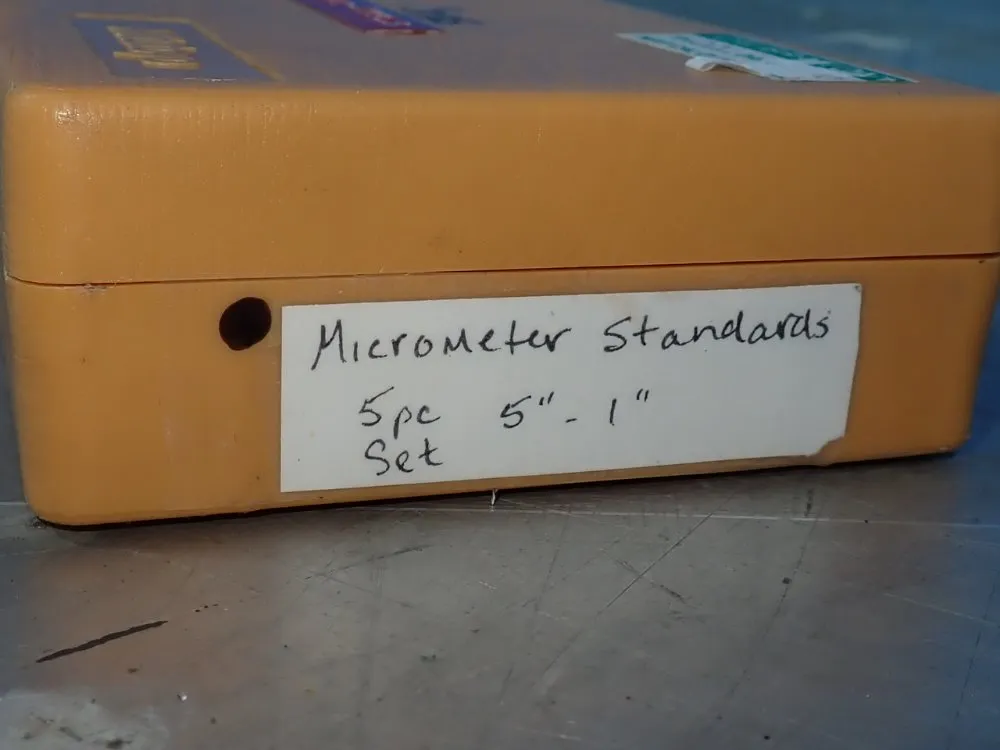 Micrometer Standards
5pc 5" - 1"
Set